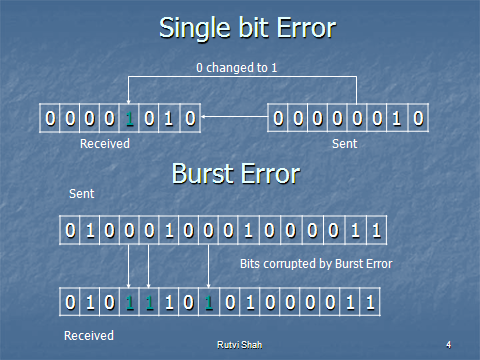 Single bit Error
0 changed to 1
0 0 0 0 1 0 1 0
0 0 0 0 0 0 1 0
Received
Sent
Burst Error
Sent
0 1 0 0 0 1 0 0 0 1 0 0 0 0 1 1
Bits corrupted by Burst Error
0 1 0 1 1 1 0 1 0 1 0 0 0 0 1 1
Received
Rutvi Shah
4